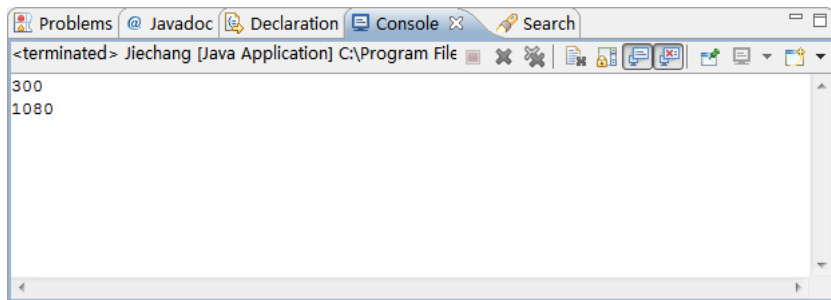 Problems @ Javadoc Declaration Console Search
<terminated> Jiechang [Java Application] C:\Program File
300
1080